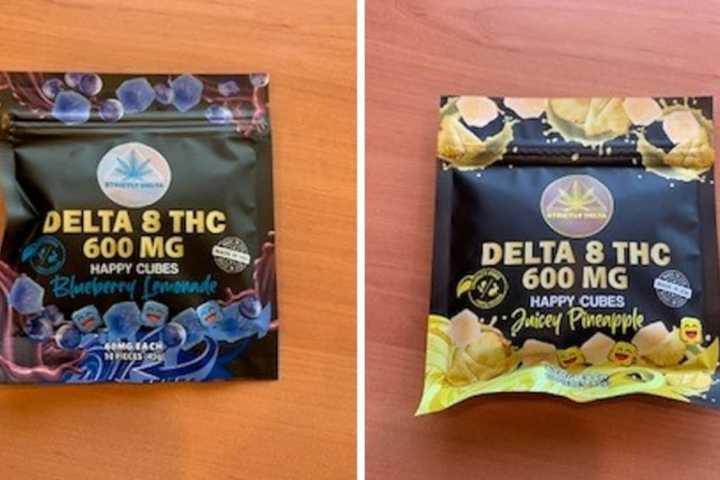 STRICTLY DELTA
DELTA 8 THC
600 MG
HAPPY CUBES
Blueberry Lemonade
60MG EACH
STRICTLY DELTA
DELTA 8 THC
600 MG
HAPPY CUBES
Juicey Pineapple